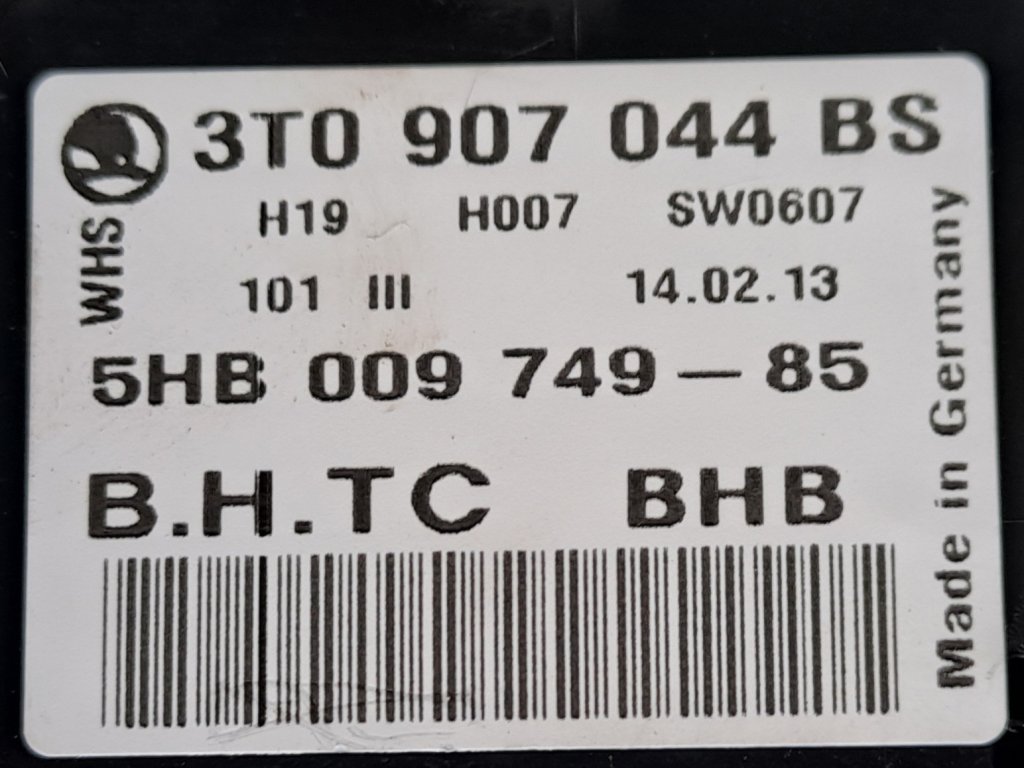 3T0 907 044 BS
H19 H007 SW0607
WHS
101 III 14.02.13
5HB 009 749-85
B.H.TC BHB
Made in Germany